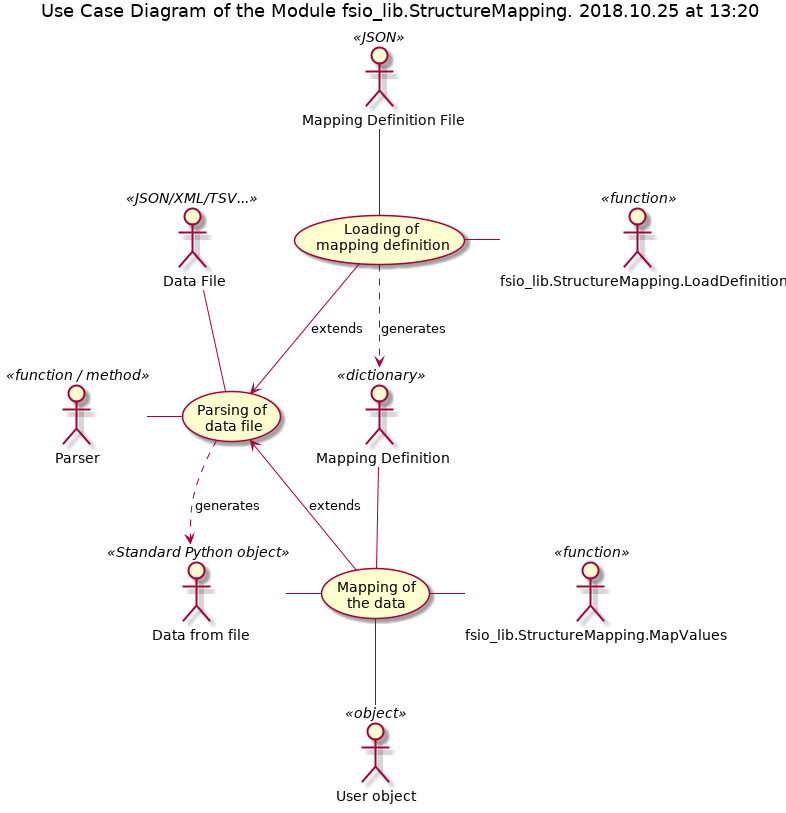 Use Case Diagram of the Module fsio_lib.StructureMapping. 2018.10.25 at 13:20
«JSON»
Mapping Definition File
«JSON/XML/TSV...»
Data File
Loading of
mapping definition
«function»
fsio_lib.StructureMapping.LoadDefinition
extends
generates
«function / method»
Parser
Parsing of
data file
«dictionary»
Mapping Definition
generates
extends
«Standard Python object»
Data from file
Mapping of
the data
«function»
fsio_lib.StructureMapping.MapValues
«object»
User object